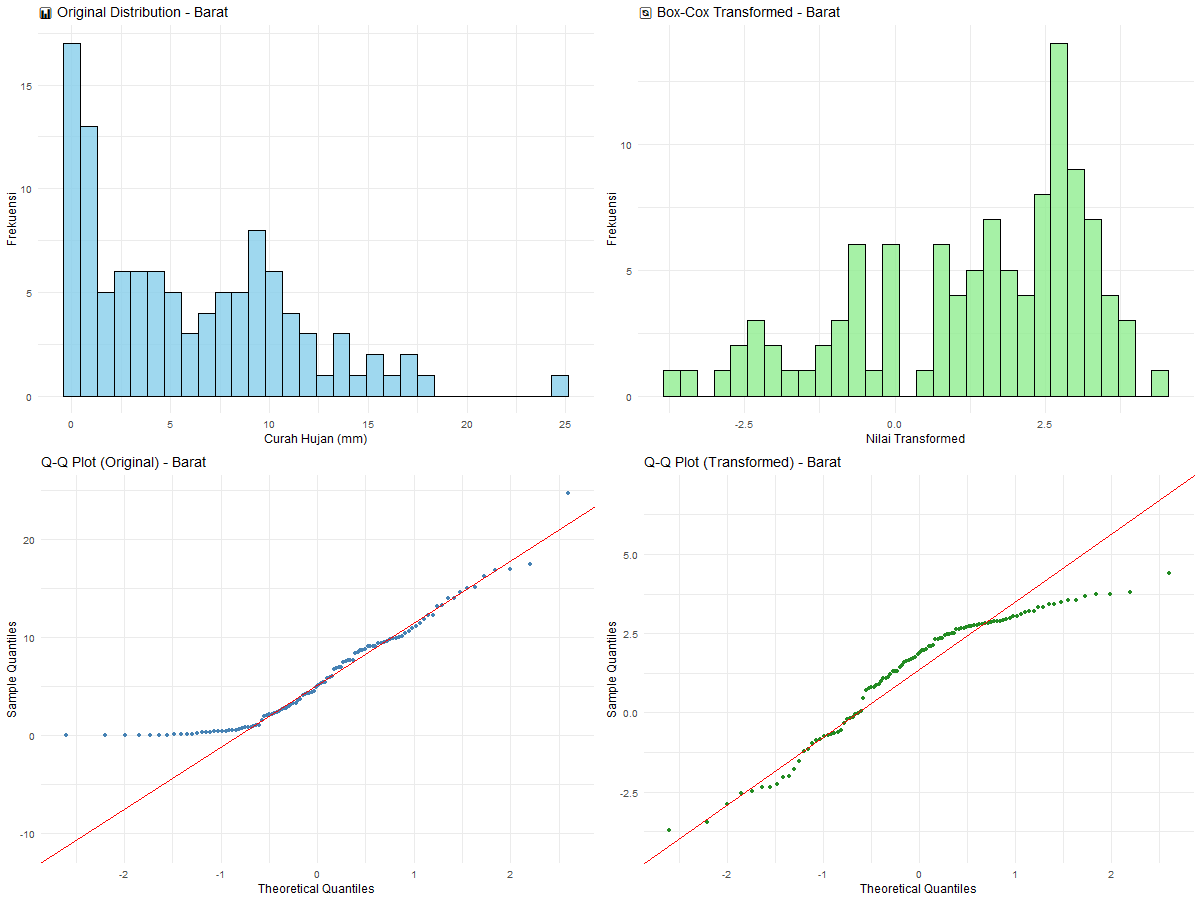 Original Distribution - Barat
Frekuensi
15
10
5
0
0 5 10 15 20 25
Curah Hujan (mm)
Box-Cox Transformed - Barat
Frekuensi
10
5
0
-2.5 0.0 2.5
Nilai Transformed
Q-Q Plot (Original) - Barat
Sample Quantiles
20
10
0
-10
-2 -1 0 1 2
Theoretical Quantiles
Q-Q Plot (Transformed) - Barat
Sample Quantiles
5.0
2.5
0.0
-2.5
-2 -1 0 1 2
Theoretical Quantiles